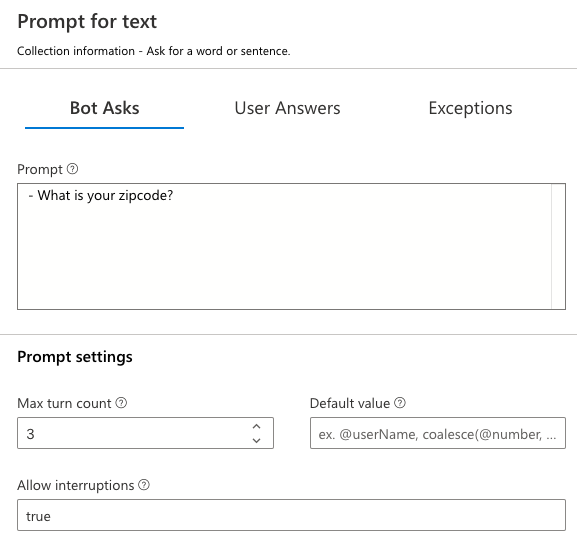 Prompt for text
Collection information - Ask for a word or sentence.
Bot Asks User Answers Exceptions
Prompt
- What is your zipcode?
Prompt settings
Max turn count Default value
3 ex. @userName, coalesce(@number, ...
Allow interruptions
true